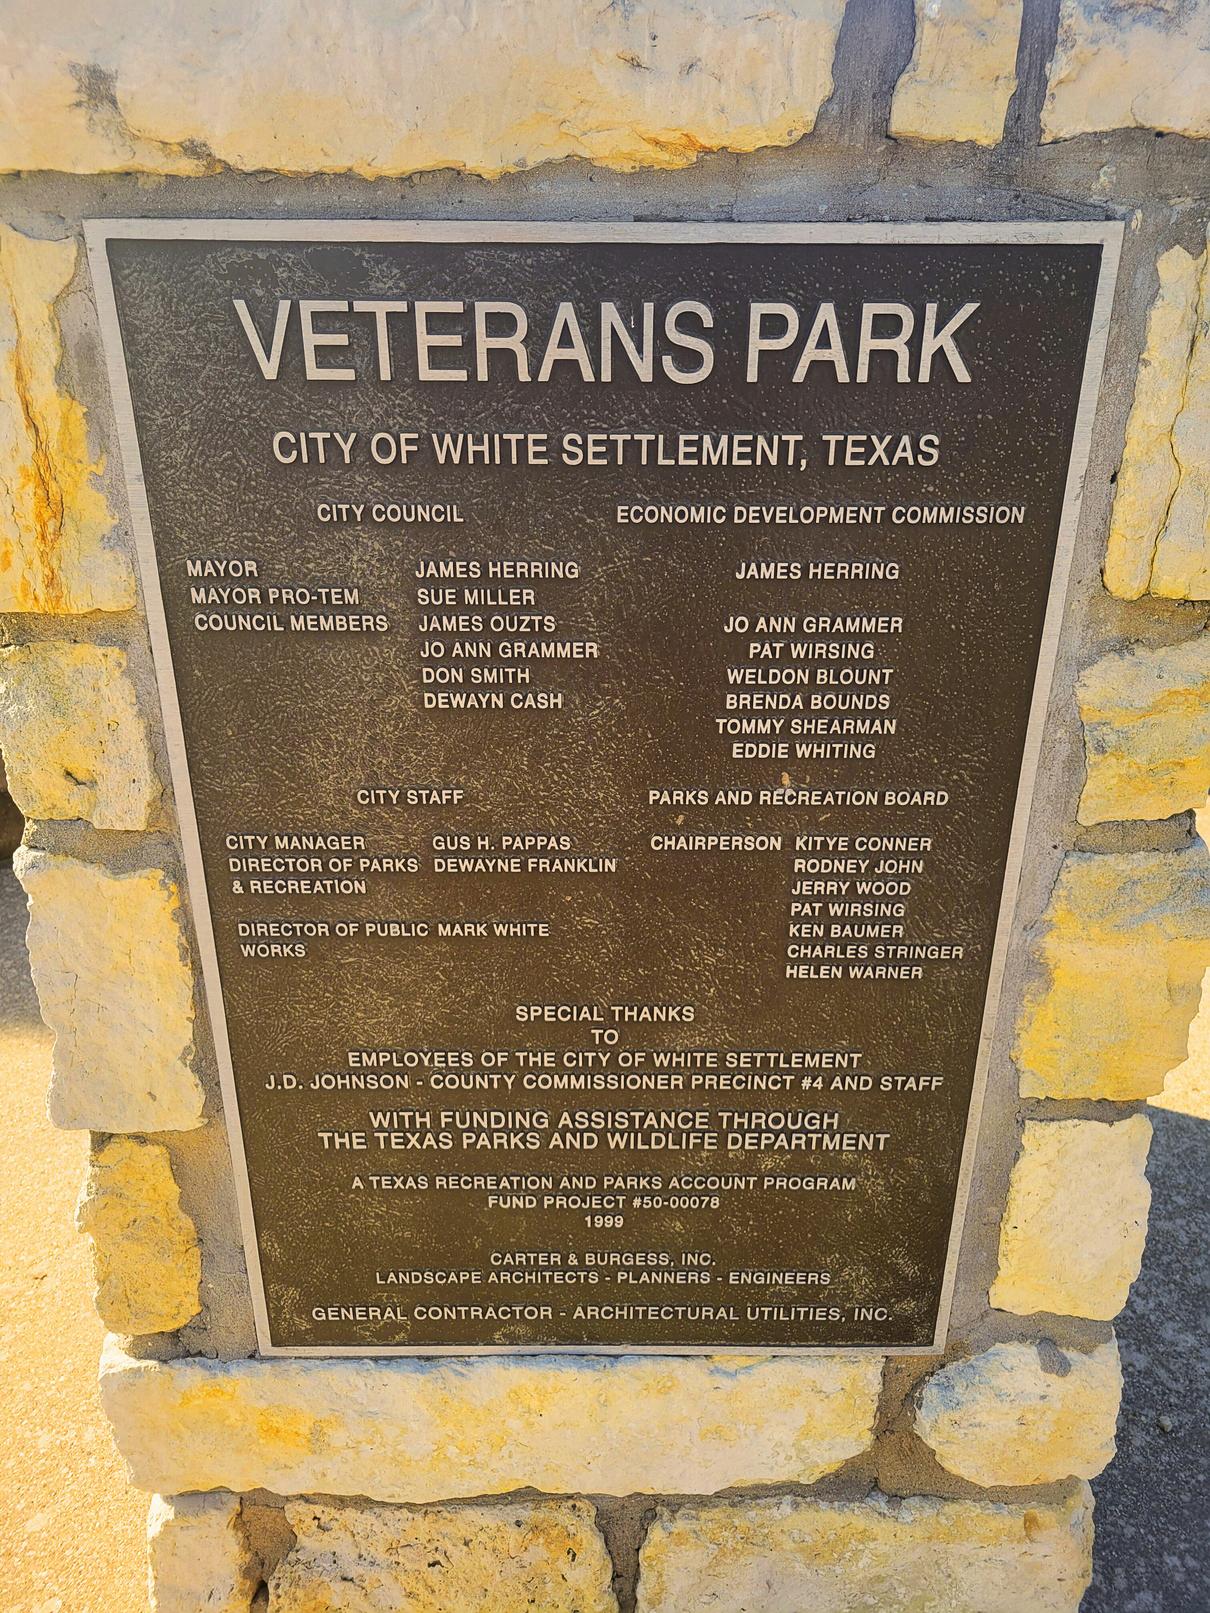 VETERANS PARK
CITY OF WHITE SETTLEMENT, TEXAS
CITY COUNCIL
MAYOR JAMES HERRING
MAYOR PRO-TEM SUE MILLER
COUNCIL MEMBERS JAMES OUZTS
JO ANN GRAMMER
DON SMITH
DEWAYN CASH
ECONOMIC DEVELOPMENT COMMISSION
JAMES HERRING
JO ANN GRAMMER
PAT WIRSING
WELDON BLOUNT
BRENDA BOUNDS
TOMMY SHEARMAN
EDDIE WHITING
CITY STAFF
CITY MANAGER GUS H. PAPPAS
DIRECTOR OF PARKS DEWAYNE FRANKLIN
& RECREATION
DIRECTOR OF PUBLIC MARK WHITE
WORKS
PARKS AND RECREATION BOARD
CHAIRPERSON KITYE CONNER
RODNEY JOHN
JERRY WOOD
PAT WIRSING
KEN BAUMER
CHARLES STRINGER
HELEN WARNER
SPECIAL THANKS
TO
EMPLOYEES OF THE CITY OF WHITE SETTLEMENT
J.D. JOHNSON - COUNTY COMMISSIONER PRECINCT #4 AND STAFF
WITH FUNDING ASSISTANCE THROUGH
THE TEXAS PARKS AND WILDLIFE DEPARTMENT
A TEXAS RECREATION AND PARKS ACCOUNT PROGRAM
FUND PROJECT #50-00078
1999
CARTER & BURGESS, INC.
LANDSCAPE ARCHITECTS - PLANNERS - ENGINEERS
GENERAL CONTRACTOR - ARCHITECTURAL UTILITIES, INC.